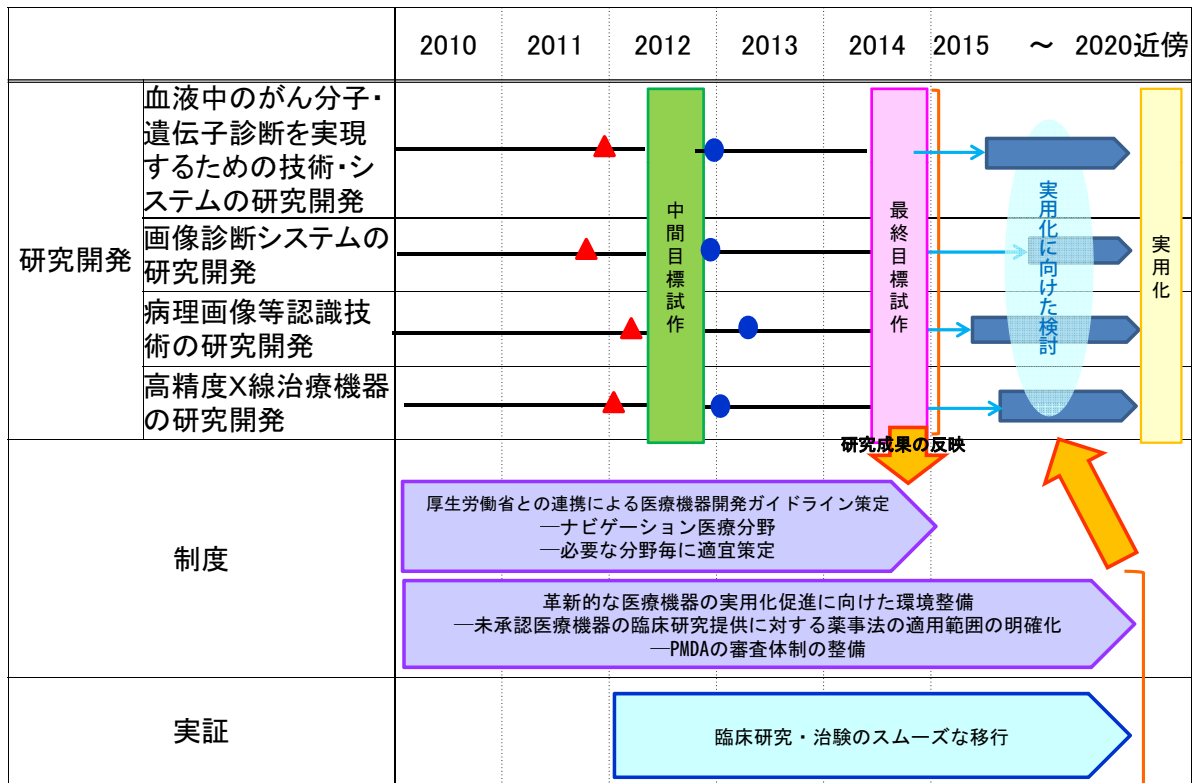 2010 2011 2012 2013 2014 2015 ～ 2020近傍
研究開発
血液中のがん分子・
遺伝子診断を実現
するための技術・シ
ステムの研究開発
画像診断システムの
研究開発
病理画像等認識技
術の研究開発
高精度X線治療機器
の研究開発
中間目標試作
最終目標試作
実用化に向けた検討
実用化
研究成果の反映
制度
厚生労働省との連携による医療機器開発ガイドライン策定
―ナビゲーション医療分野
―必要な分野毎に適宜策定
革新的な医療機器の実用化促進に向けた環境整備
―未承認医療機器の臨床研究提供に対する薬事法の適用範囲の明確化
―PMDAの審査体制の整備
実証
臨床研究・治験のスムーズな移行